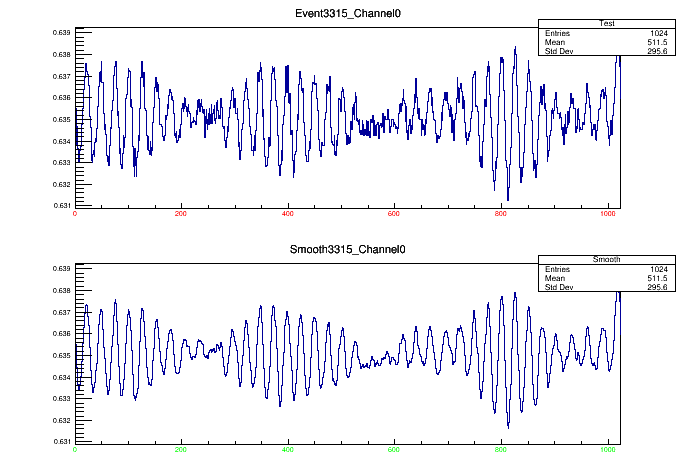 Event3315_Channel0
Test
Entries 1024
Mean 511.5
Std Dev 295.6
0.639
0.638
0.637
0.636
0.635
0.634
0.633
0.632
0.631
0 200 400 600 800 1000
Smooth3315_Channel0
Smooth
Entries 1024
Mean 511.5
Std Dev 295.6
0.639
0.638
0.637
0.636
0.635
0.634
0.633
0.632
0.631
0 200 400 600 800 1000